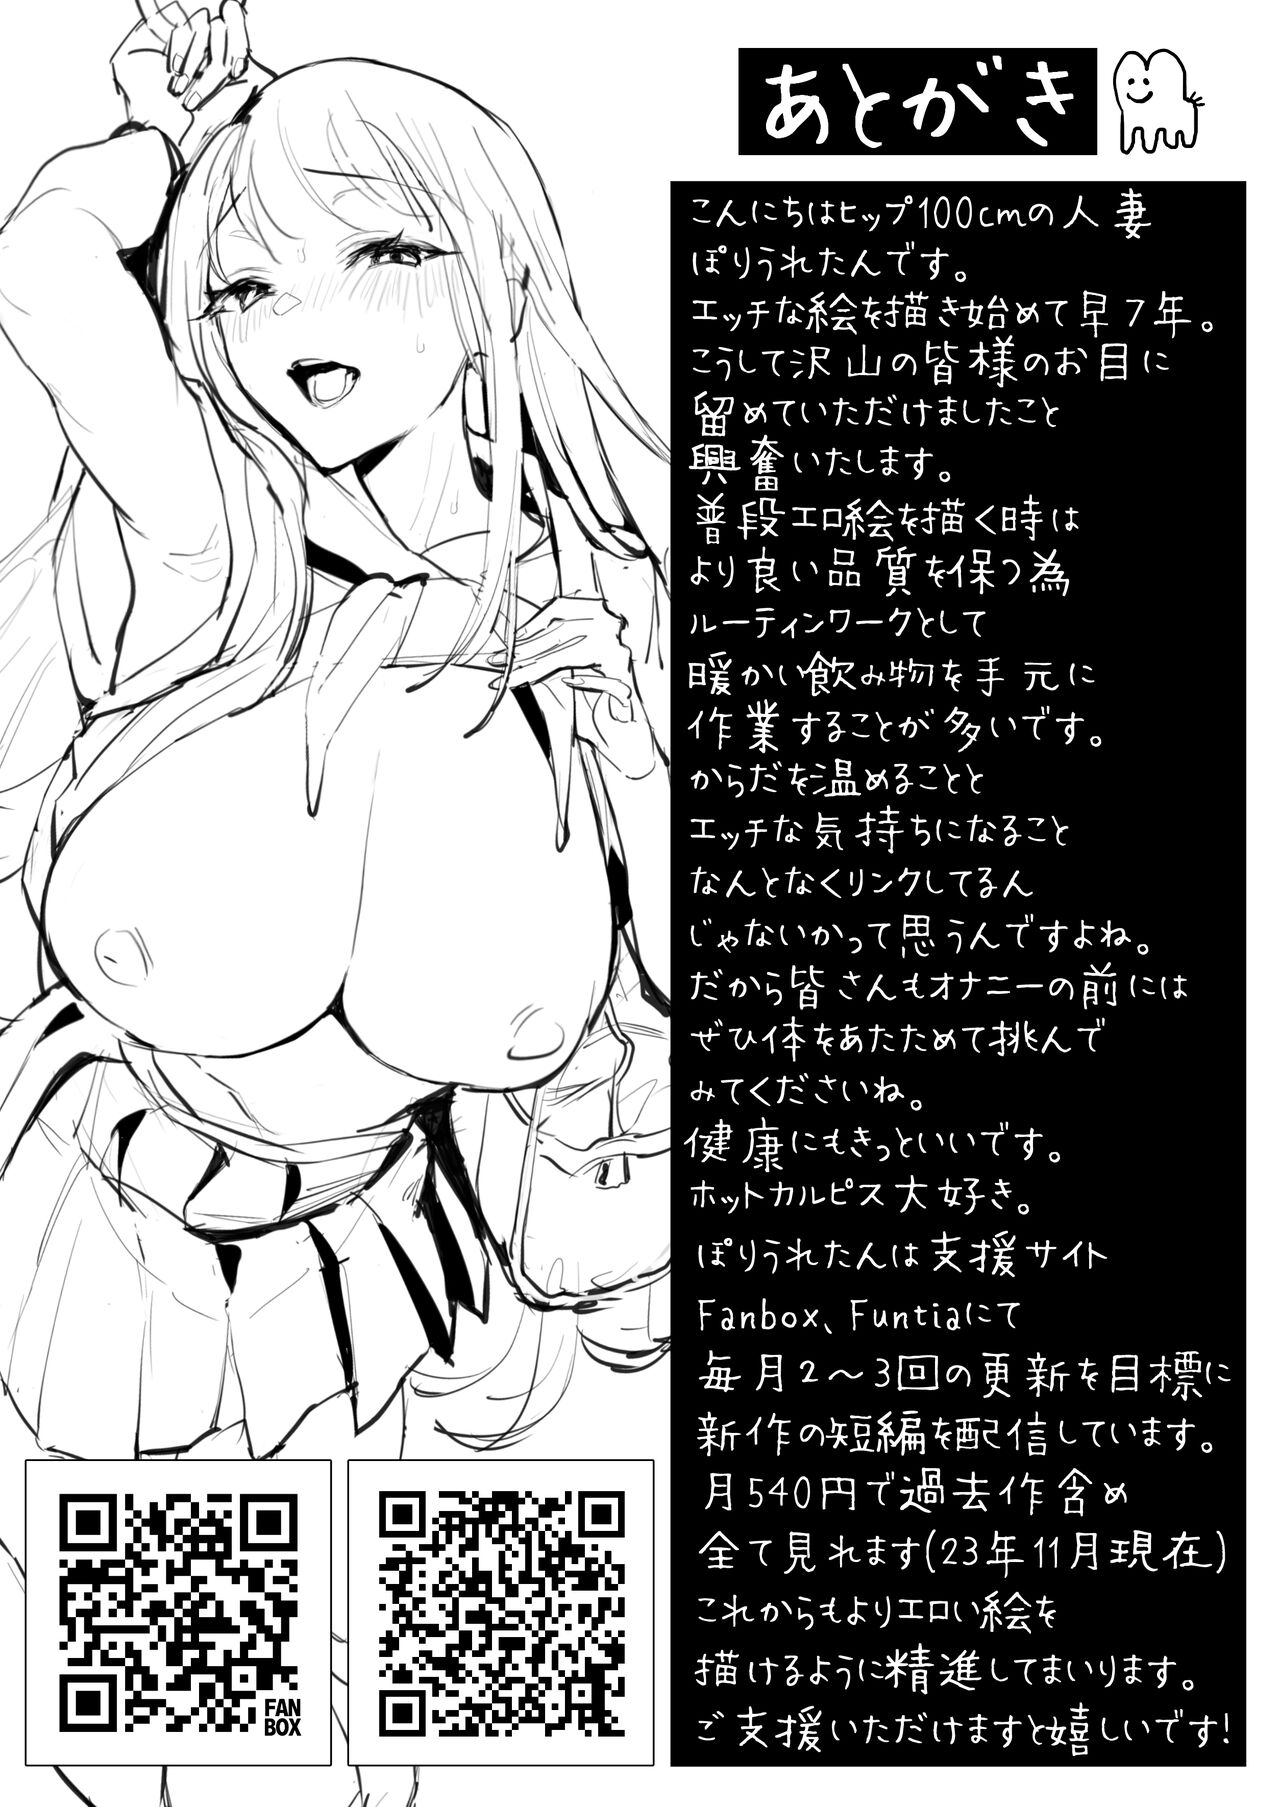 あとがき
こんにちはヒップ100cmの人妻
ぽりうれたんです。
エッチな絵を描き始めて早7年。
こうして沢山の皆様のお目に
留めていただけましたこと
興奮いたします。
普段エロ絵を描く時は
より良い品質を保つ為
ルーティンワークとして
暖かい飲み物を手元に
作業することが多いです。
からだを温めることと
エッチな気持ちになること
なんとなくリンクしてるん
じゃないかって思うんですよね。
だから皆さんもオナニーの前には
ぜひ体をあたためて挑んで
みてくださいね。
健康にもきっといいです。
ホットカルピス大好き。
ぽりうれたんは支援サイト
Fanbox、Funtiaにて
毎月2〜3回の更新を目標に
新作の短編を配信しています。
月540円で過去作含め
全て見れます(23年11月現在)
これからもよりエロい絵を
描けるように精進してまいります。
ご支援いただけますと嬉しいです!
FAN
BOX